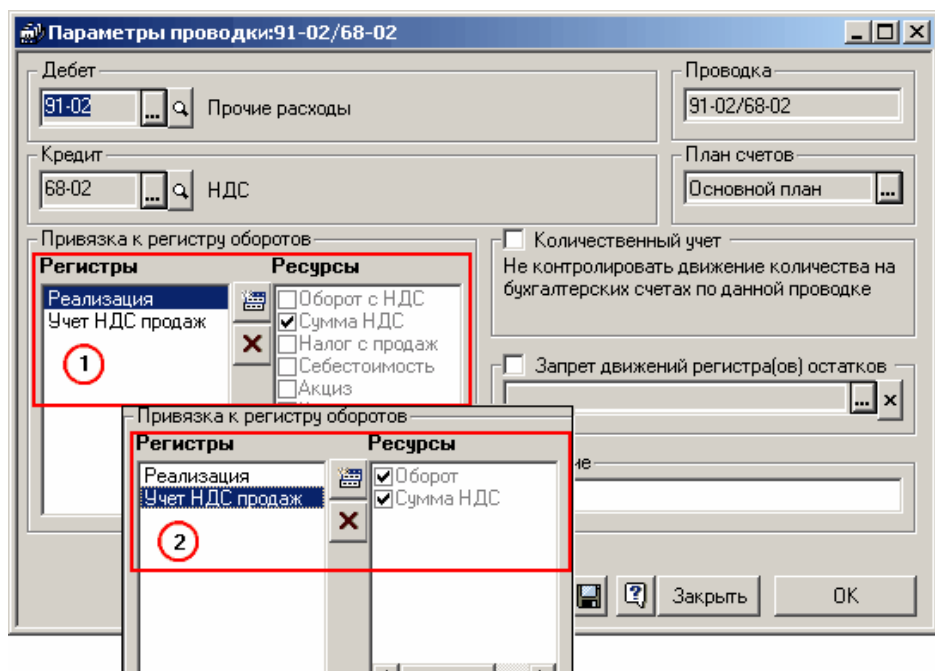 Параметры проводки:91-02/68-02
Дебет
91-02 ... Прочие расходы
Проводка
91-02/68-02
Кредит
68-02 ... НДС
План счетов
Основной план ...
Привязка к регистру оборотов
Регистры Ресурсы
Реализация
Учет НДС продаж
Оборот с НДС
Сумма НДС
Налог с продаж
Себестоимость
Акциз
1
Количественный учет
Не контролировать движение количества на
бухгалтерских счетах по данной проводке
Запрет движений регистра(ов) остатков
...
Привязка к регистру оборотов
Регистры Ресурсы
Реализация
Учет НДС продаж
Оборот
Сумма НДС
2
Закрыть
OK